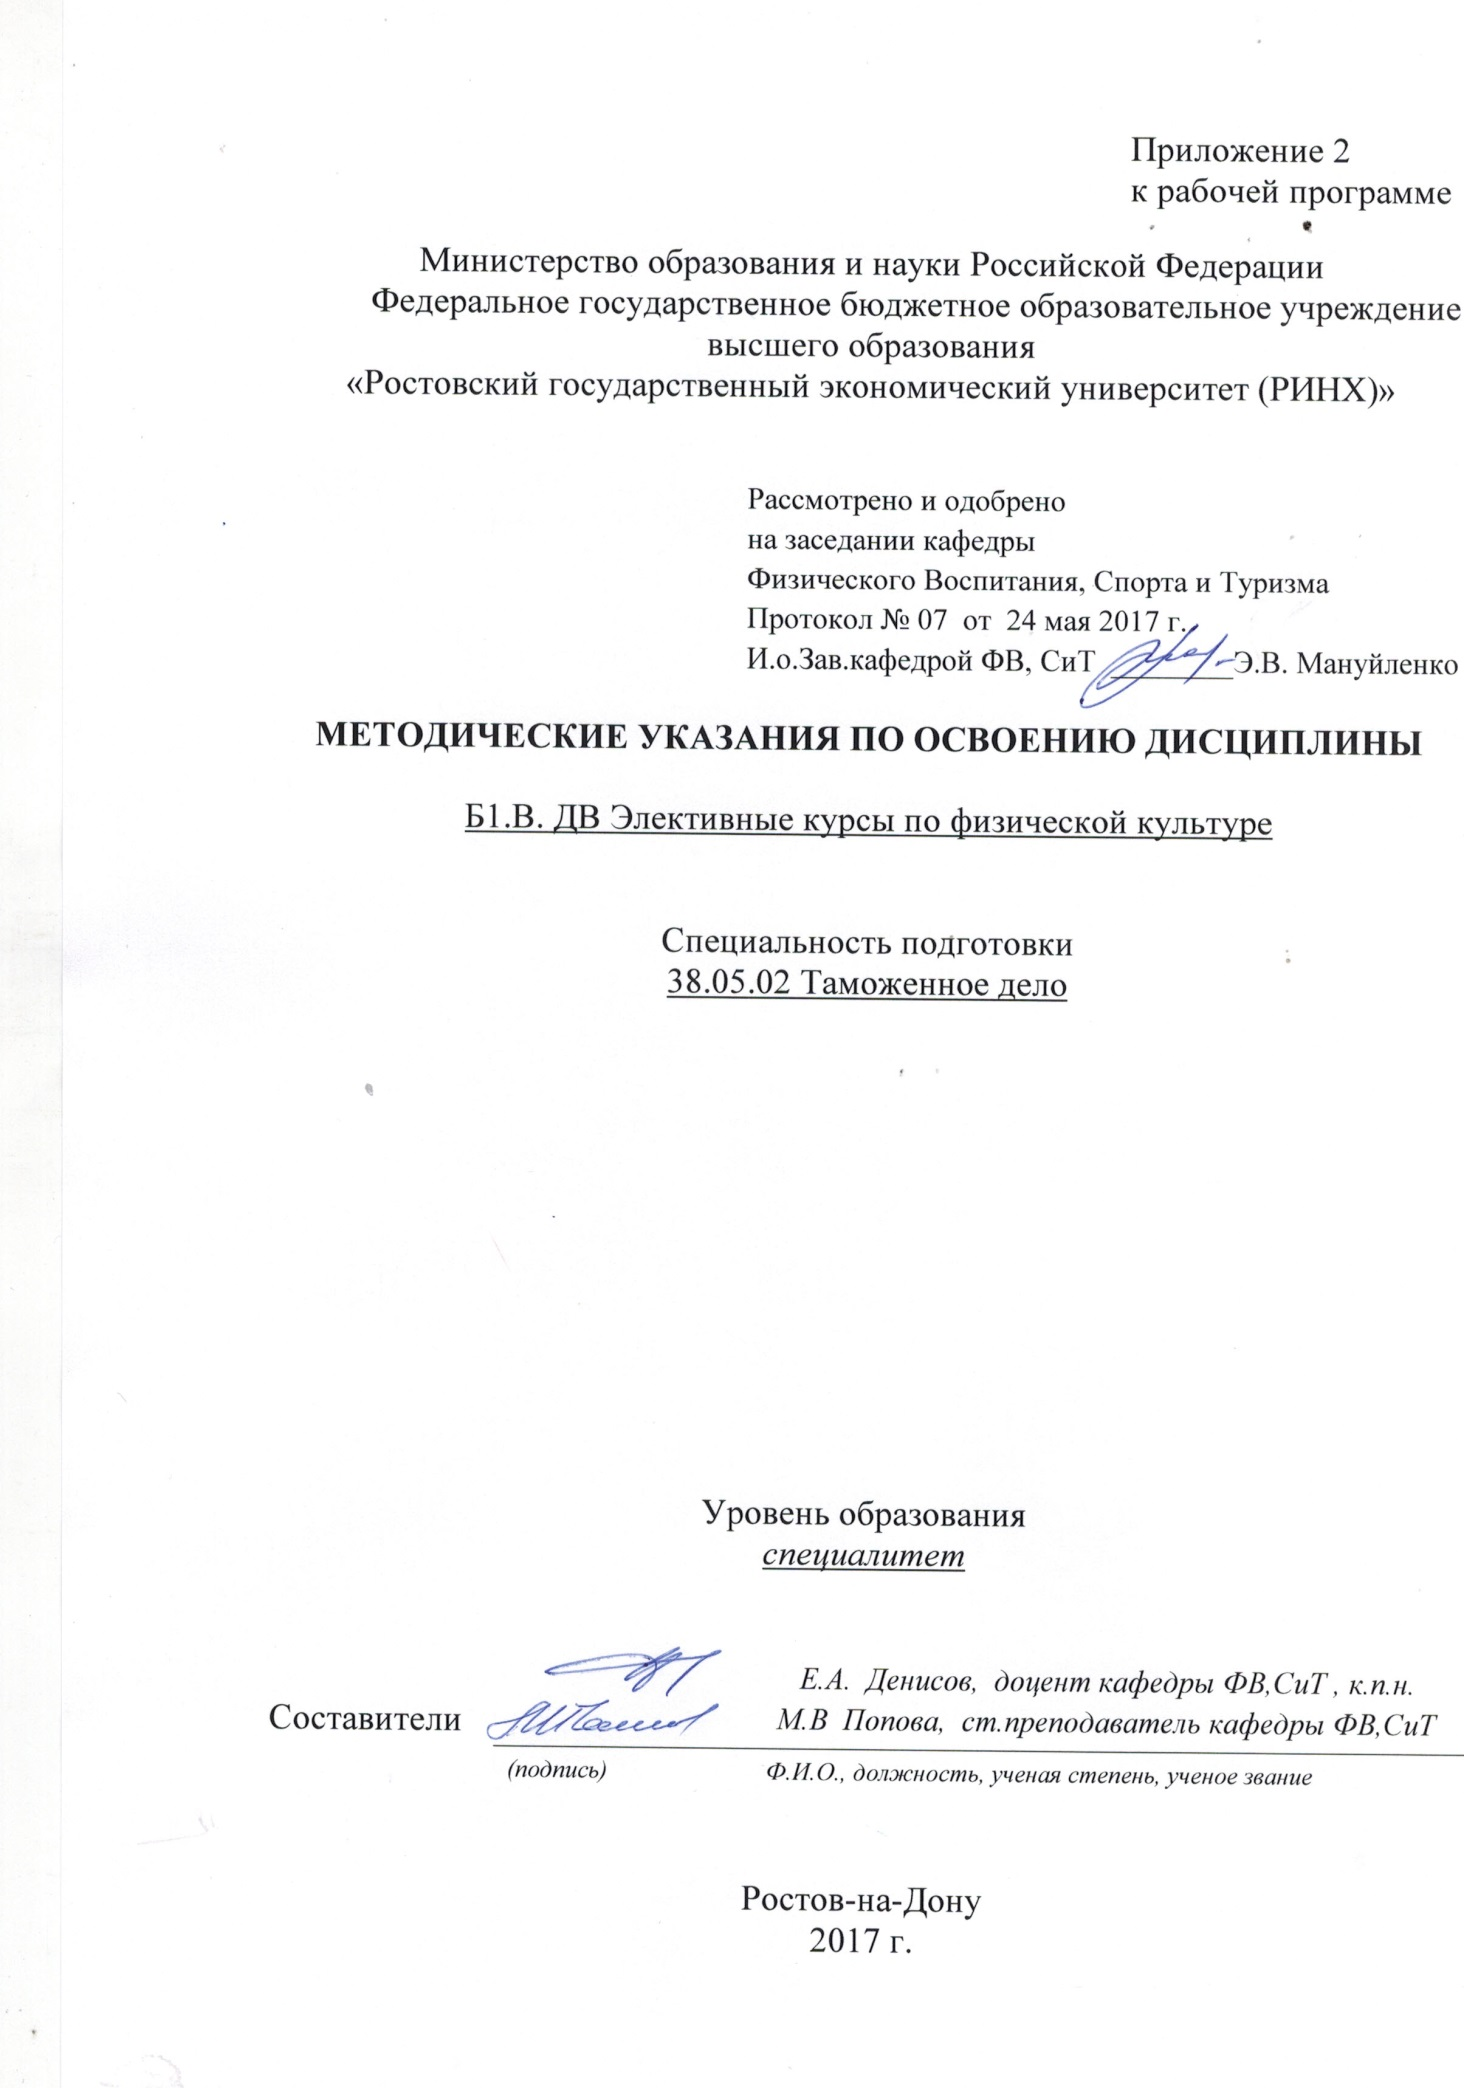 Приложение 2
к рабочей программе
Министерство образования и науки Российской Федерации
Федеральное государственное бюджетное образовательное учреждение
высшего образования
«Ростовский государственный экономический университет (РИНХ)»
Рассмотрено и одобрено
на заседании кафедры
Физического Воспитания, Спорта и Туризма
Протокол № 07 от 24 мая 2017 г.
И.о.Зав.кафедрой ФВ, СиТ ________Э.В. Мануйленко
МЕТОДИЧЕСКИЕ УКАЗАНИЯ ПО ОСВОЕНИЮ ДИСЦИПЛИНЫ
Б1.В. ДВ Элективные курсы по физической культуре
Специальность подготовки
38.05.02 Таможенное дело
Уровень образования
специалитет
Е.А. Денисов, доцент кафедры ФВ,СиТ , к.п.н.
Составители М.В Попова, ст.преподаватель кафедры ФВ,СиТ
(подпись) Ф.И.О., должность, ученая степень, ученое звание
Ростов-на-Дону
2017 г.